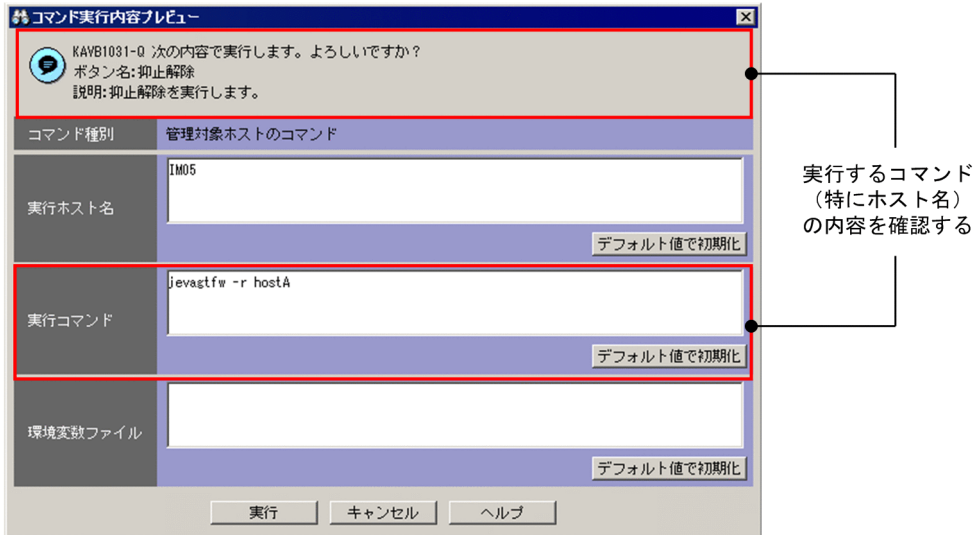 コマンド実行内容プレビュー
KAVB1031-Q 次の内容で実行します。よろしいですか？
ボタン名:抑止解除
説明:抑止解除を実行します。
コマンド種別
管理対象ホストのコマンド
実行ホスト名
IM05
デフォルト値で初期化
実行コマンド
jevagtfw -r hostA
デフォルト値で初期化
環境変数ファイル
デフォルト値で初期化
実行
キャンセル
ヘルプ
実行するコマンド
（特にホスト名）
の内容を確認する